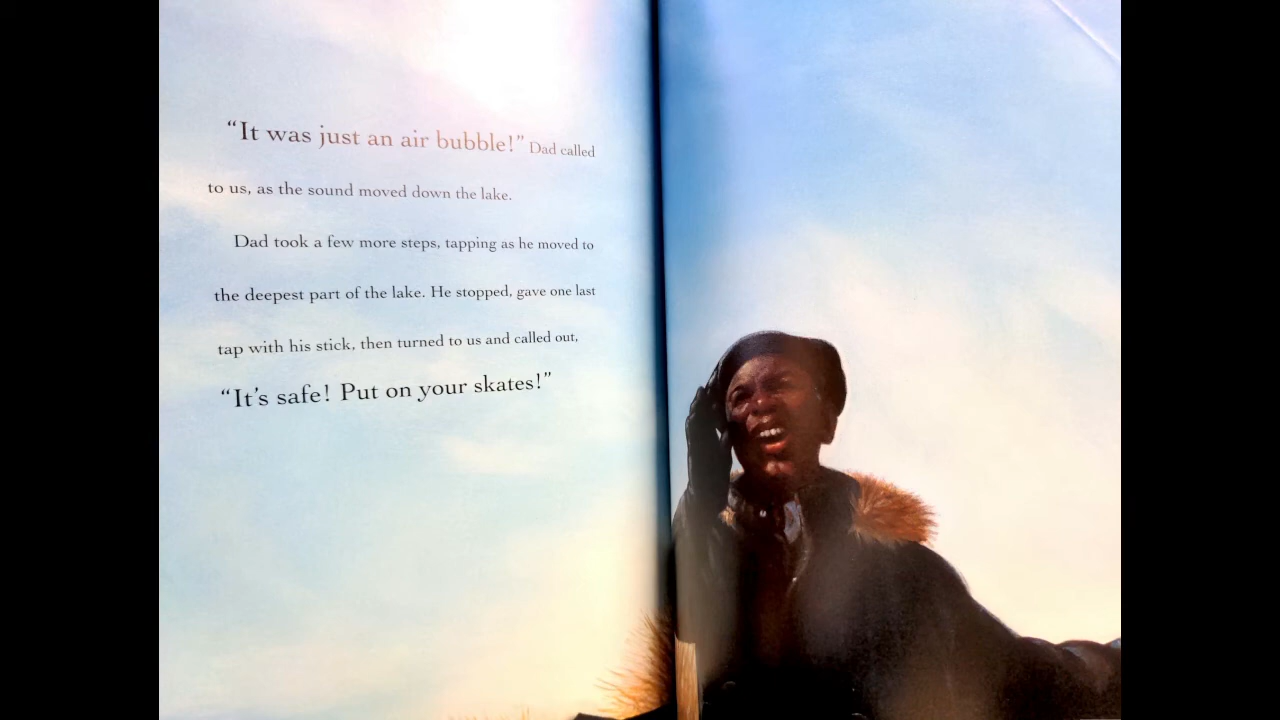 “It was just an air bubble!” Dad called
to us, as the sound moved down the lake.
Dad took a few more steps, tapping as he moved to
the deepest part of the lake. He stopped, gave one last
tap with his stick, then turned to us and called out,
“It’s safe! Put on your skates!”